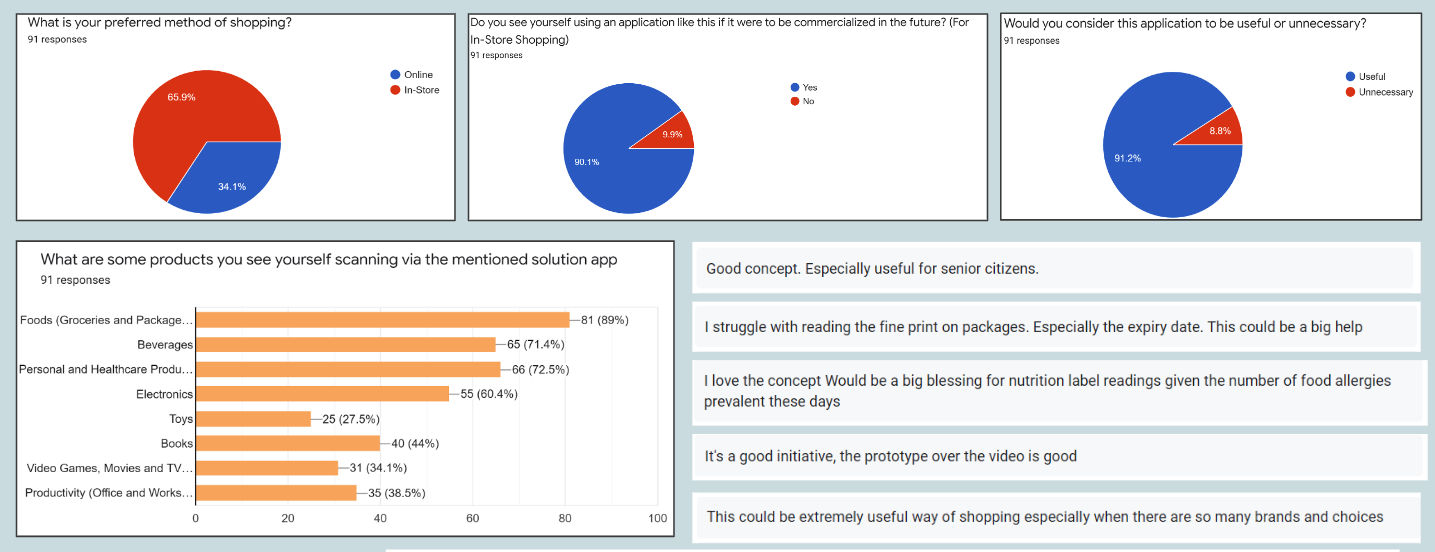 What is your preferred method of shopping?
91 responses
Online
In-Store
65.9%
34.1%
Do you see yourself using an application like this if it were to be commercialized in the future? (For
In-Store Shopping)
91 responses
Yes
No
9.9%
90.1%
Would you consider this application to be useful or unnecessary?
91 responses
Useful
Unnecessary
8.8%
91.2%
What are some products you see yourself scanning via the mentioned solution app
91 responses
Foods (Groceries and Package...
81 (89%)
Beverages
65 (71.4%)
Personal and Healthcare Produ...
66 (72.5%)
Electronics
55 (60.4%)
Toys
25 (27.5%)
Books
40 (44%)
Video Games, Movies and TV...
31 (34.1%)
Productivity (Office and Works...
35 (38.5%)
0 20 40 60 80 100
Good concept. Especially useful for senior citizens.
I struggle with reading the fine print on packages. Especially the expiry date. This could be a big help
I love the concept Would be a big blessing for nutrition label readings given the number of food allergies
prevalent these days
It's a good initiative, the prototype over the video is good
This could be extremely useful way of shopping especially when there are so many brands and choices